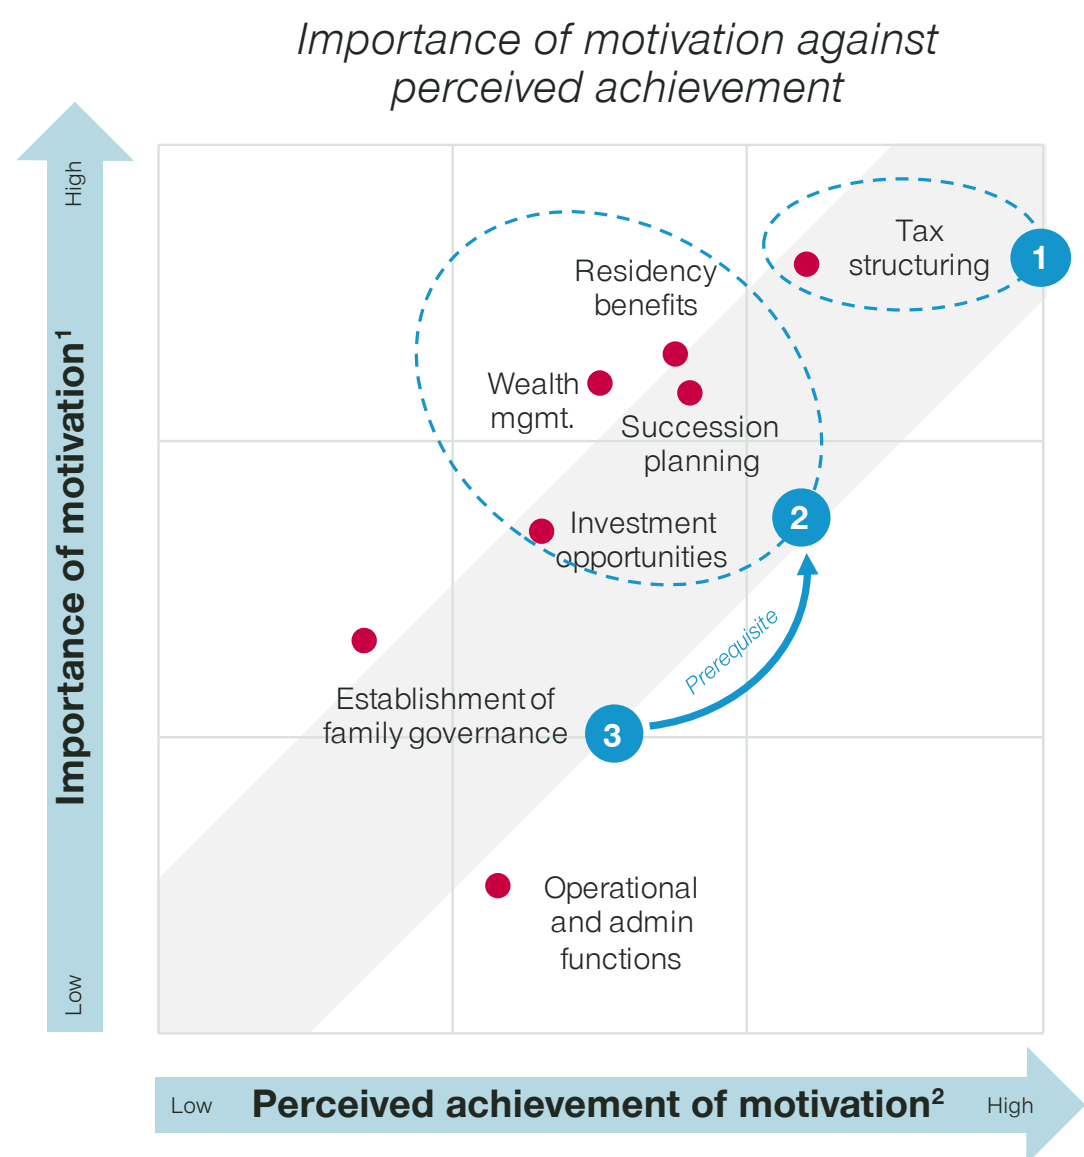 Importance of motivation against
perceived achievement
High
Importance of motivation¹
Low
Tax
structuring
1
Residency
benefits
Wealth
mgmt.
Succession
planning
2
Investment
opportunities
Prerequisite
Establishment of
family governance
3
Operational
and admin
functions
Low
Perceived achievement of motivation²
High